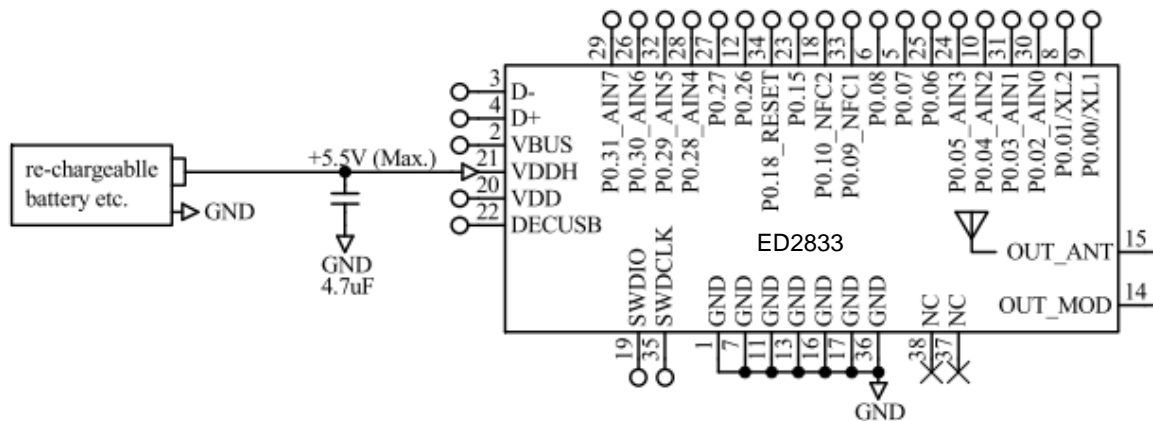 29
26
32
28
27
12
34
23
18
33
6
5
25
24
10
31
30
8
9
P0.31_AIN7
P0.30_AIN6
P0.29_AIN5
P0.28_AIN4
P0.27
P0.26
P0.18_RESET
P0.15
P0.10_NFC2
P0.09_NFC1
P0.08
P0.07
P0.06
P0.05_AIN3
P0.04_AIN2
P0.03_AIN1
P0.02_AIN0
P0.01/XL2
P0.00/XL1
3 D-
4 D+
2 VBUS
+5.5V (Max.)
21 VDDH
20 VDD
22 DECUSB
re-chargeablle
battery etc.
GND
GND
4.7uF
ED2833
OUT_ANT 15
OUT_MOD 14
SWDIO
SWDCLK
GND
GND
GND
GND
GND
GND
GND
NC
NC
19
35
1
7
11
13
16
17
36
38
37
GND